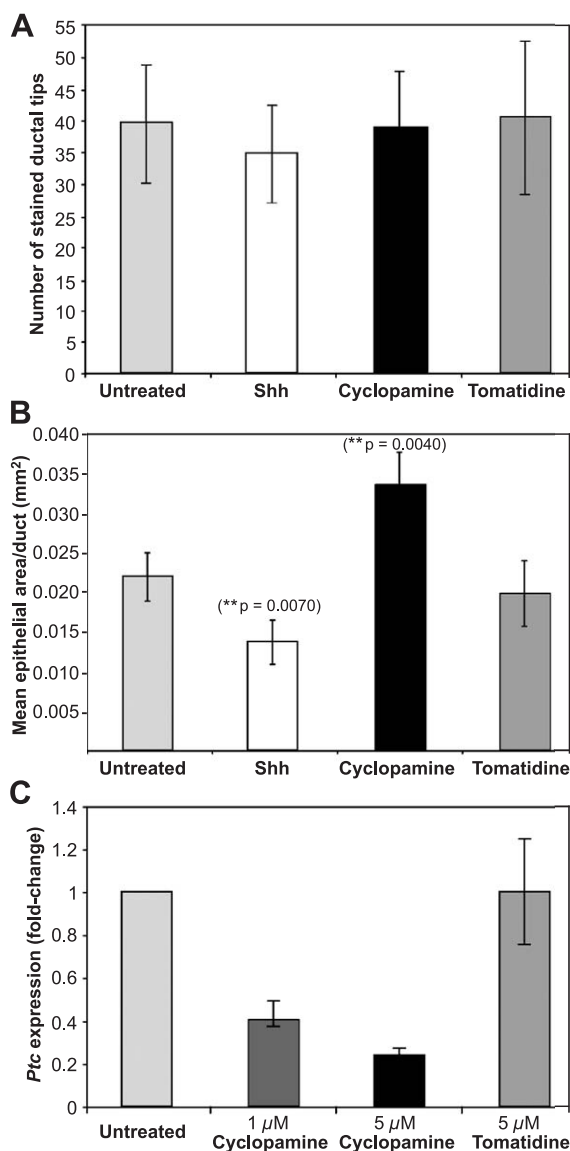 A
Number of stained ductal tips
55
50
45
40
35
30
25
20
15
10
5
0
Untreated Shh Cyclopamine Tomatidine
B
Mean epithelial area/duct (mm²)
0.040
0.035
0.030
0.025
0.020
0.015
0.010
0.005
(**p = 0.0070)
(**p = 0.0040)
Untreated Shh Cyclopamine Tomatidine
C
Ptc expression (fold-change)
1.4
1.2
1
0.8
0.6
0.4
0.2
0
1 µM 5 µM 5 µM
Untreated Cyclopamine Cyclopamine Tomatidine